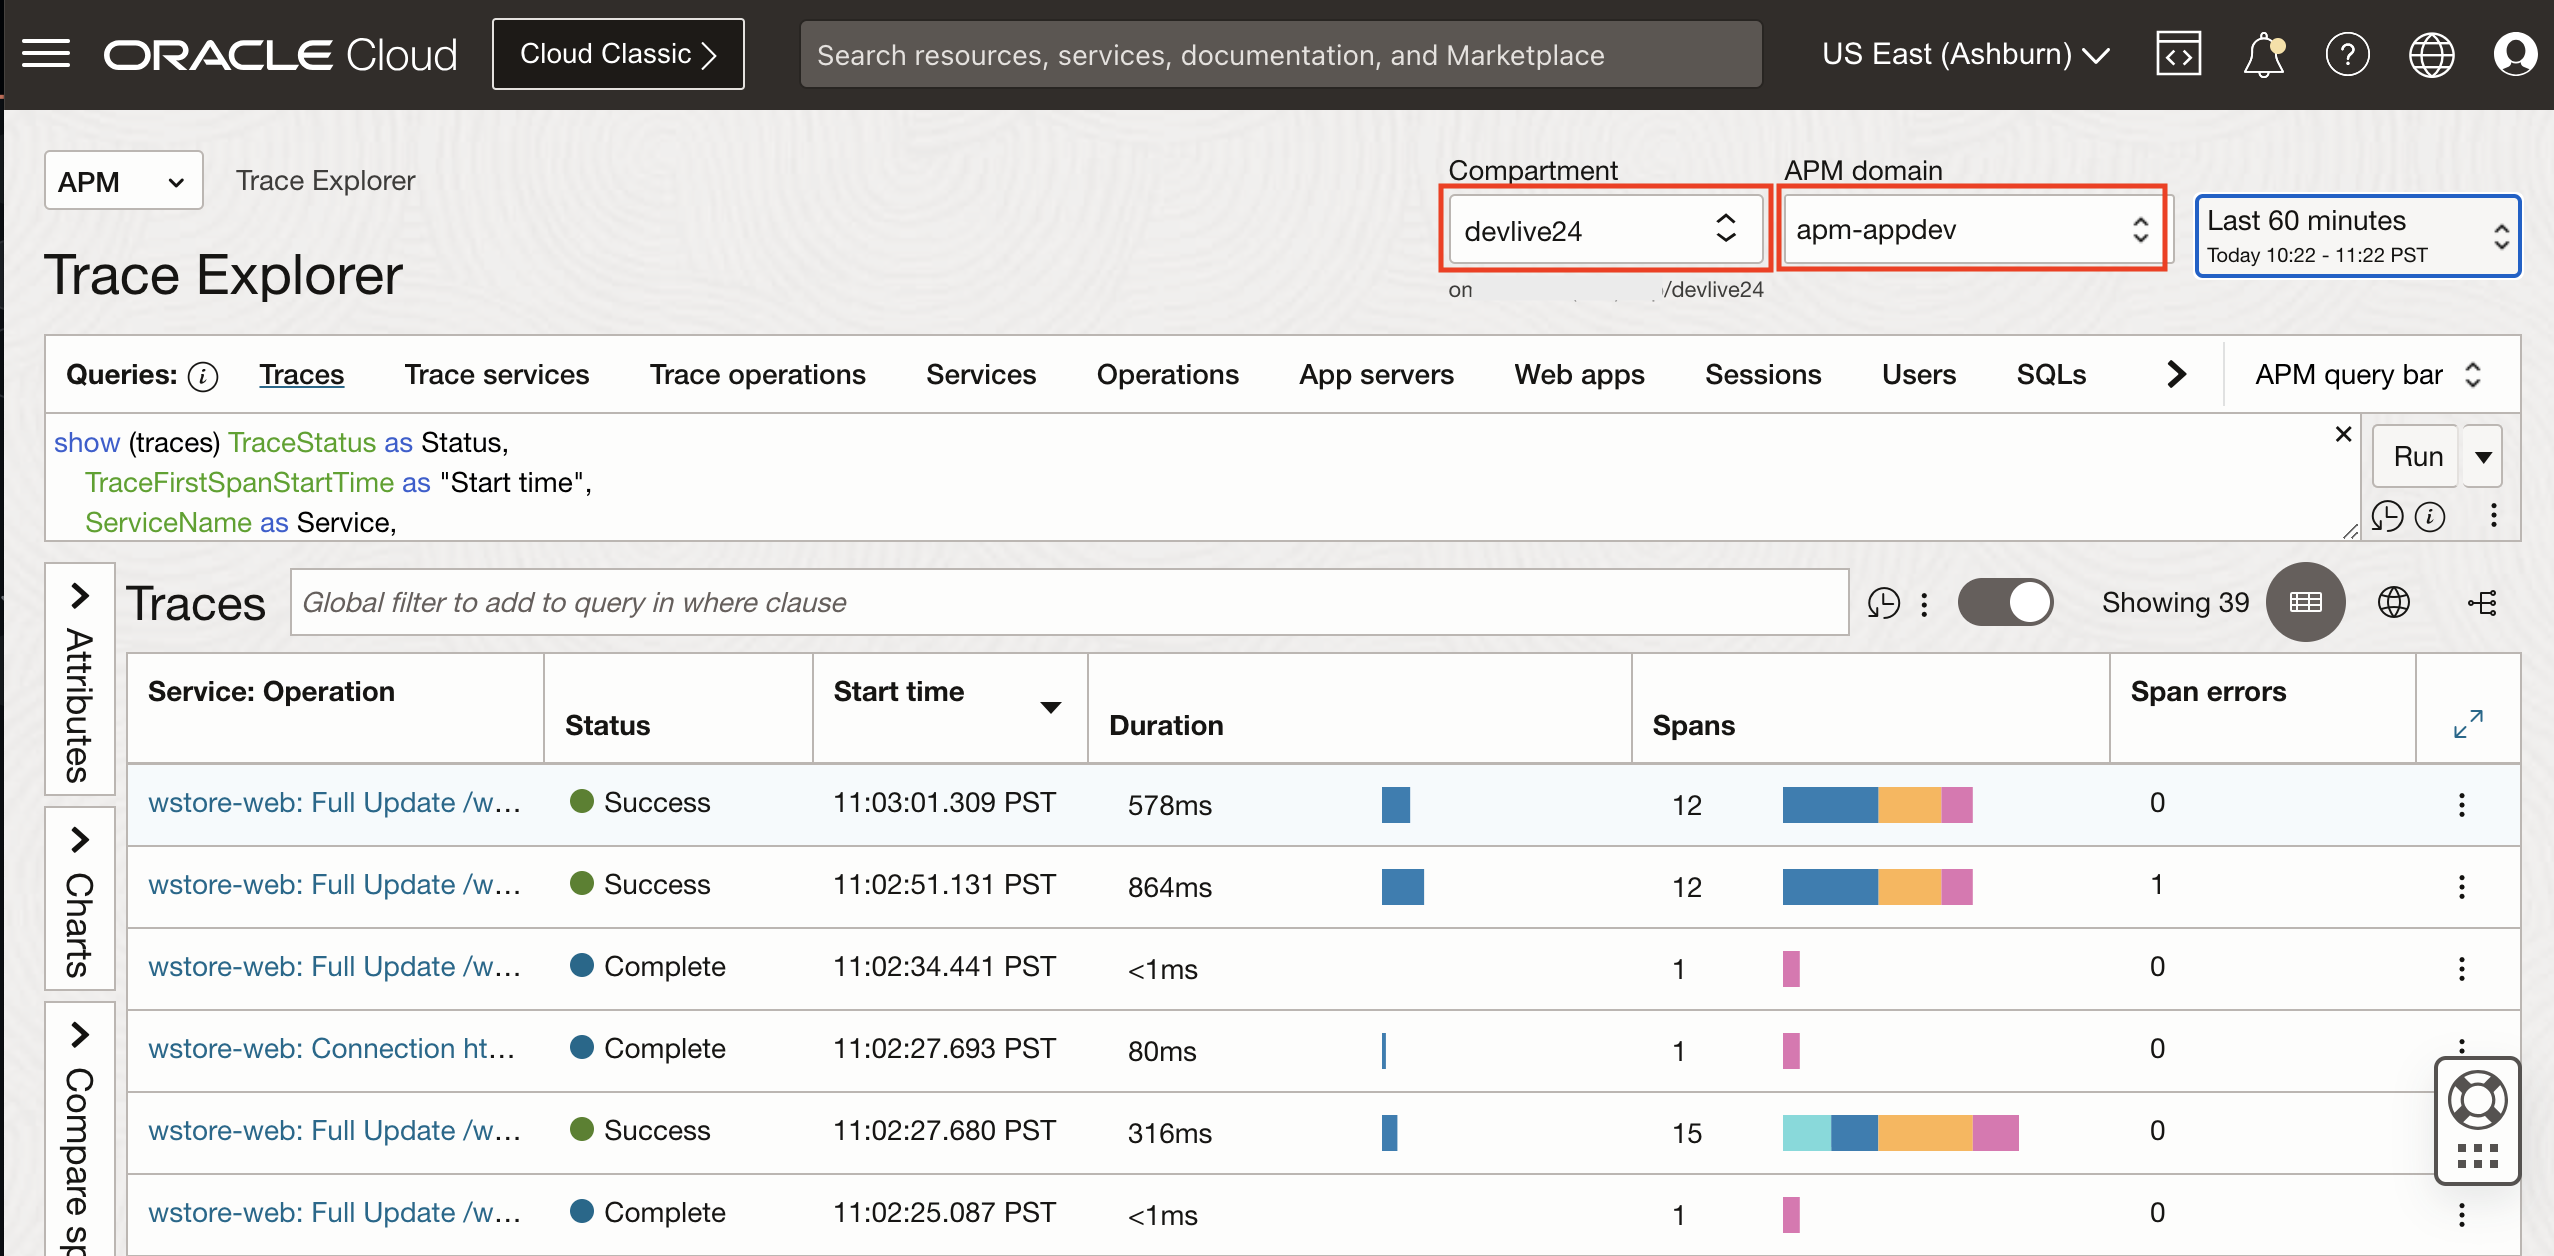 ORACLE Cloud
Cloud Classic
Search resources, services, documentation, and Marketplace
US East (Ashburn)
APM
Trace Explorer
Compartment
APM domain
devlive24
apm-appdev
Last 60 minutes
Today 10:22 - 11:22 PST
on
/devlive24
Trace Explorer
Queries: Traces Trace services Trace operations Services Operations App servers Web apps Sessions Users SQLs APM query bar
show (traces) TraceStatus as Status,
TraceFirstSpanStartTime as "Start time",
ServiceName as Service,
Run
Attributes
Charts
Compare
Traces
Global filter to add to query in where clause
Showing 39
Service: Operation Status Start time Duration Spans Span errors
wstore-web: Full Update /w... Success 11:03:01.309 PST 578ms 12 0
wstore-web: Full Update /w... Success 11:02:51.131 PST 864ms 12 1
wstore-web: Full Update /w... Complete 11:02:34.441 PST <1ms 1 0
wstore-web: Connection ht... Complete 11:02:27.693 PST 80ms 1 0
wstore-web: Full Update /w... Success 11:02:27.680 PST 316ms 15 0
wstore-web: Full Update /w... Complete 11:02:25.087 PST <1ms 1 0